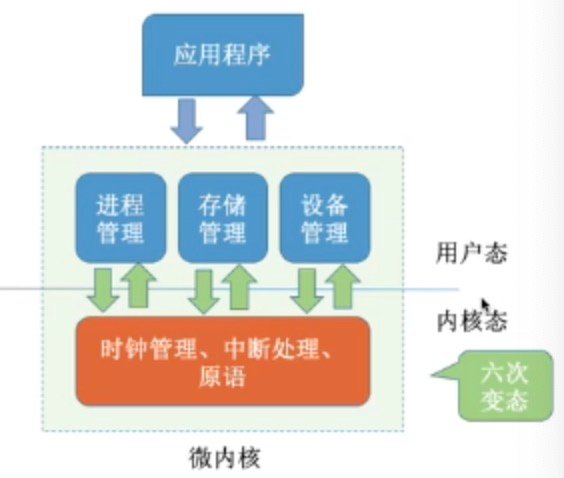 应用程序
进程
管理
存储
管理
设备
管理
用户态
内核态
时钟管理、中断处理、
原语
六次
变态
微内核